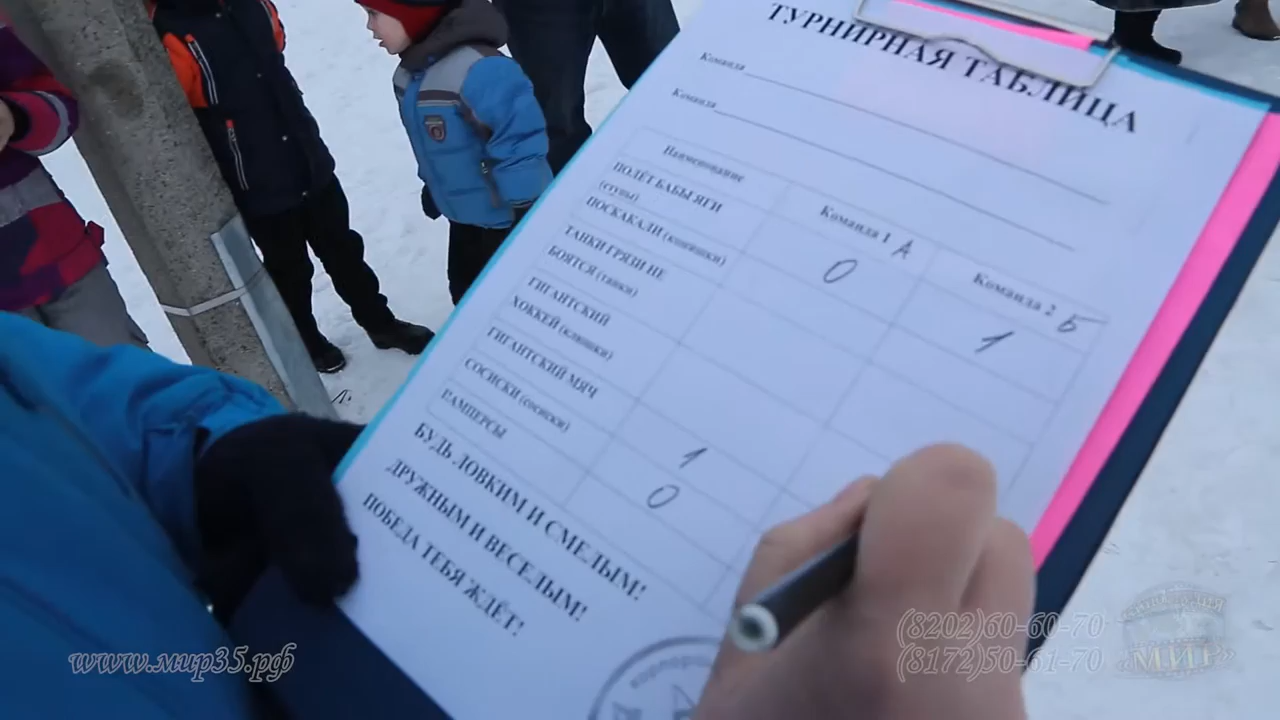 ТУРНИРНАЯ ТАБЛИЦА
Команда
Команда
Наименование Команда 1 А Команда 2 Б
ПОЛЁТ БАБЫ ЯГИ
(ступы) 0 1
ПОСКАКАЛИ
ТАНКИ ГРЯЗИ НЕ
БОЯТСЯ (танки)
ГИГАНТСКИЙ
ХОККЕЙ (клюшки)
ГИГАНТСКИЙ МЯЧ
СОСИСКИ (сосиски) 1
ПАМПЕРСЫ 0
БУДЬ ЛОВКИМ И СМЕЛЫМ!
ДРУЖНЫМ И ВЕСЕЛЫМ!
ПОБЕДА ТЕБЯ ЖДЁТ!
www.мир35.рф
(8202)60-60-70
(8172)50-61-70
«МИР»